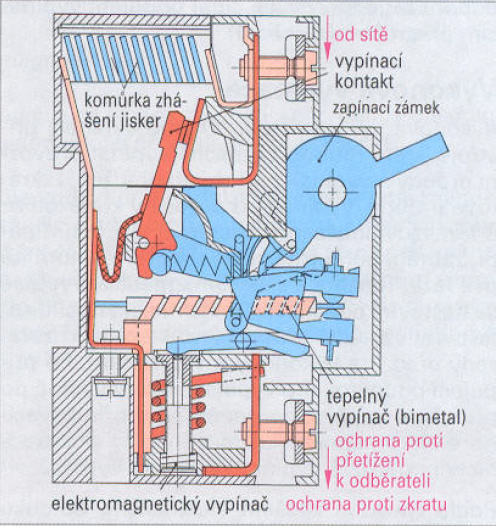 od sítě
vypínací
kontakt
komůrka zhá-
šení jisker
zapínací zámek
tepelný
vypínač (bimetal)
ochrana proti
přetížení
k odběrateli
elektromagnetický vypínač
ochrana proti zkratu